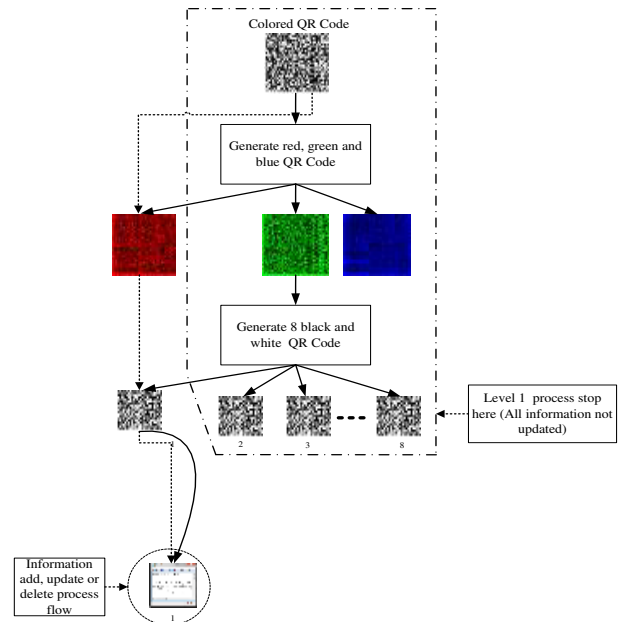 Colored QR Code
Generate red, green and
blue QR Code
Generate 8 black and
white QR Code
Level 1 process stop
here (All information not
updated)
1
2
3
8
Information
add, update or
delete process
flow
1